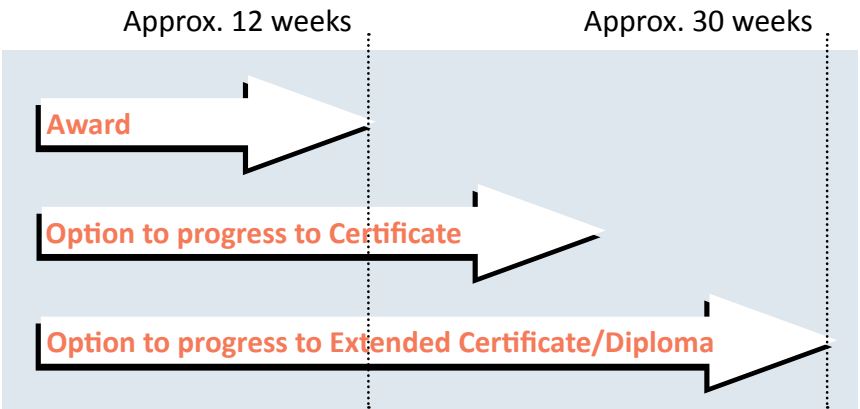 Approx. 12 weeks
Approx. 30 weeks
Award
Option to progress to Certificate
Option to progress to Extended Certificate/Diploma